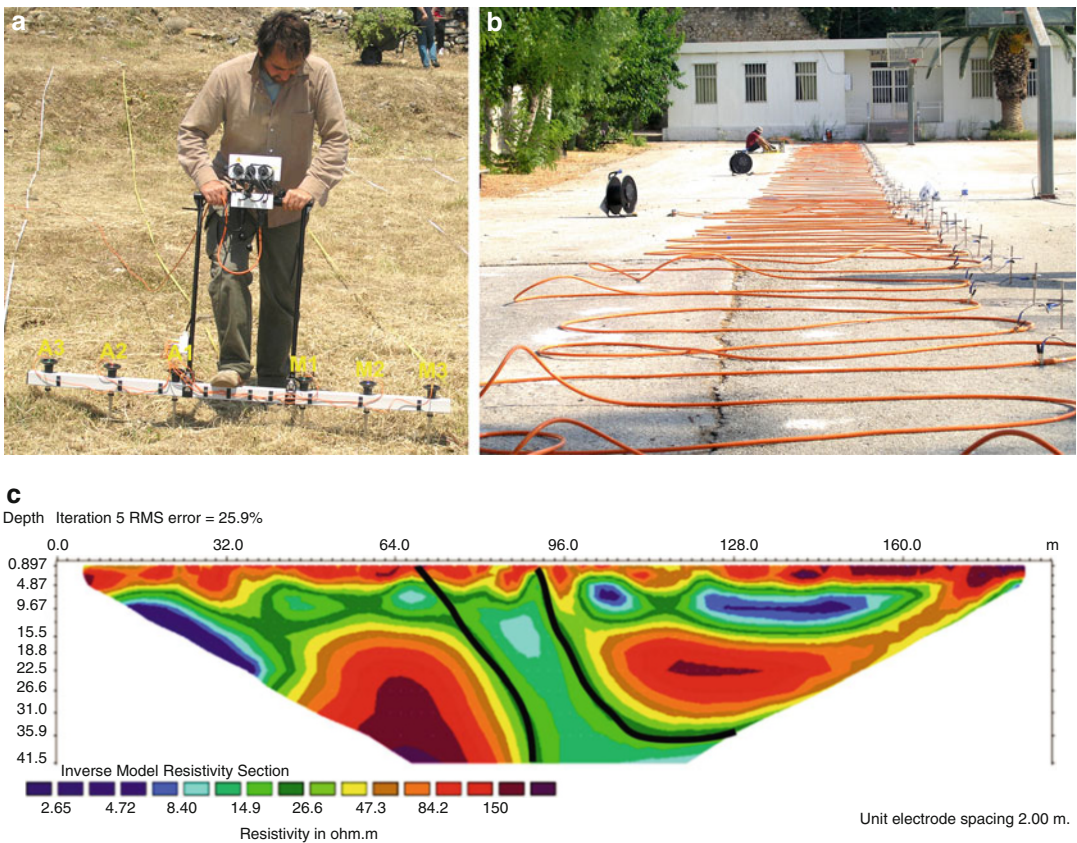 a
b
A3 A2 A1 M1 M2 M3
c
Depth Iteration 5 RMS error = 25.9%
0.0 32.0 64.0 96.0 128.0 160.0 m
0.897
4.87
9.67
15.5
18.8
22.5
26.6
31.0
35.9
41.5
Inverse Model Resistivity Section
2.65 4.72 8.40 14.9 26.6 47.3 84.2 150
Resistivity in ohm.m
Unit electrode spacing 2.00 m.